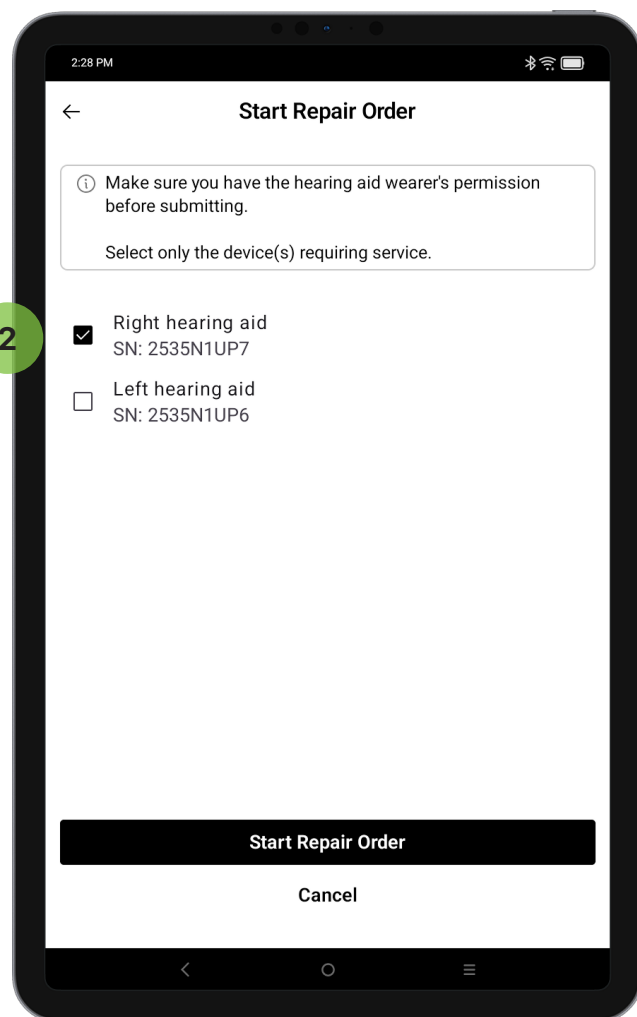 2:28 PM
Start Repair Order
Make sure you have the hearing aid wearer's permission
before submitting.
Select only the device(s) requiring service.
2
Right hearing aid
SN: 2535N1UP7
Left hearing aid
SN: 2535N1UP6
Start Repair Order
Cancel